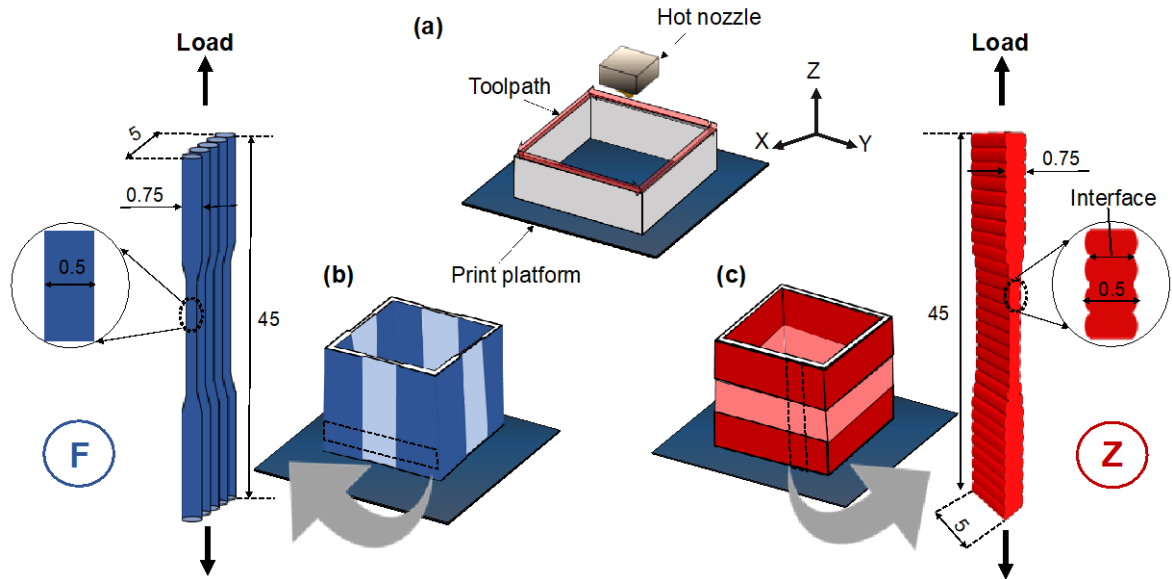 (a)
Hot nozzle
Toolpath
Z
X
Y
Print platform
Load
5
0.75
0.5
45
F
(b)
(c)
Load
0.75
Interface
0.5
45
5
Z